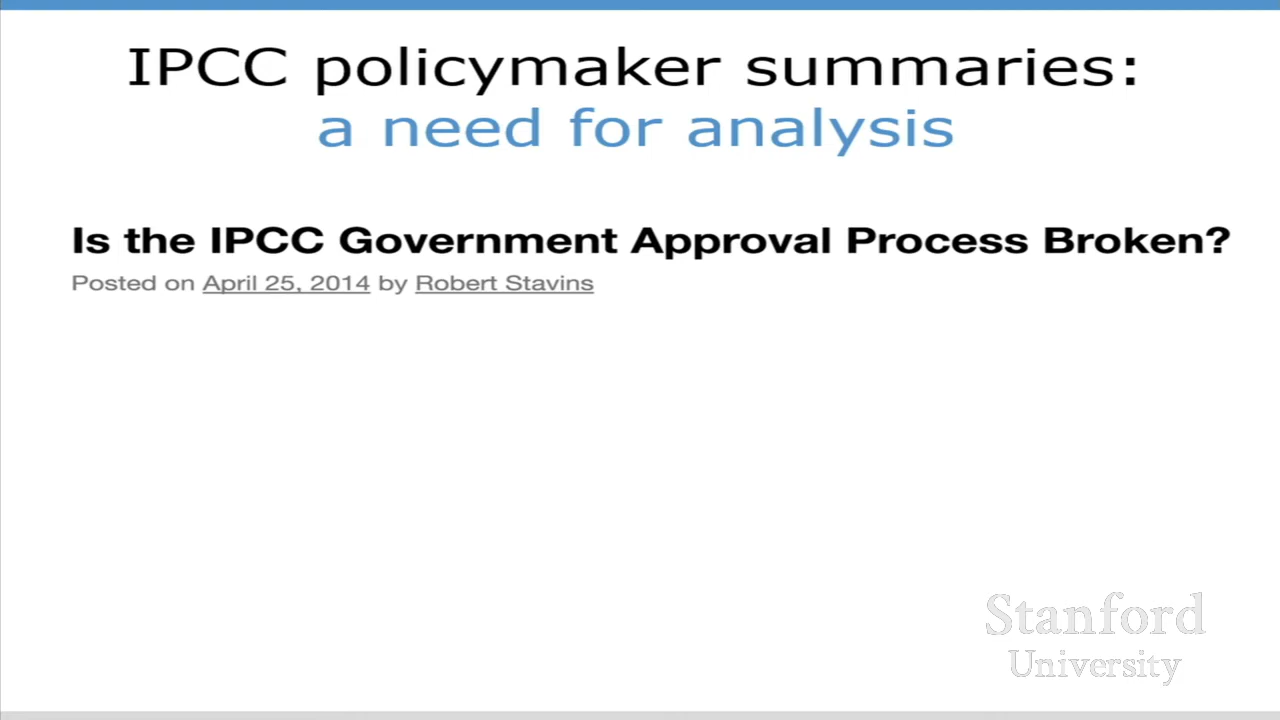 IPCC policymaker summaries:
a need for analysis
Is the IPCC Government Approval Process Broken?
Posted on April 25, 2014 by Robert Stavins
Stanford
University